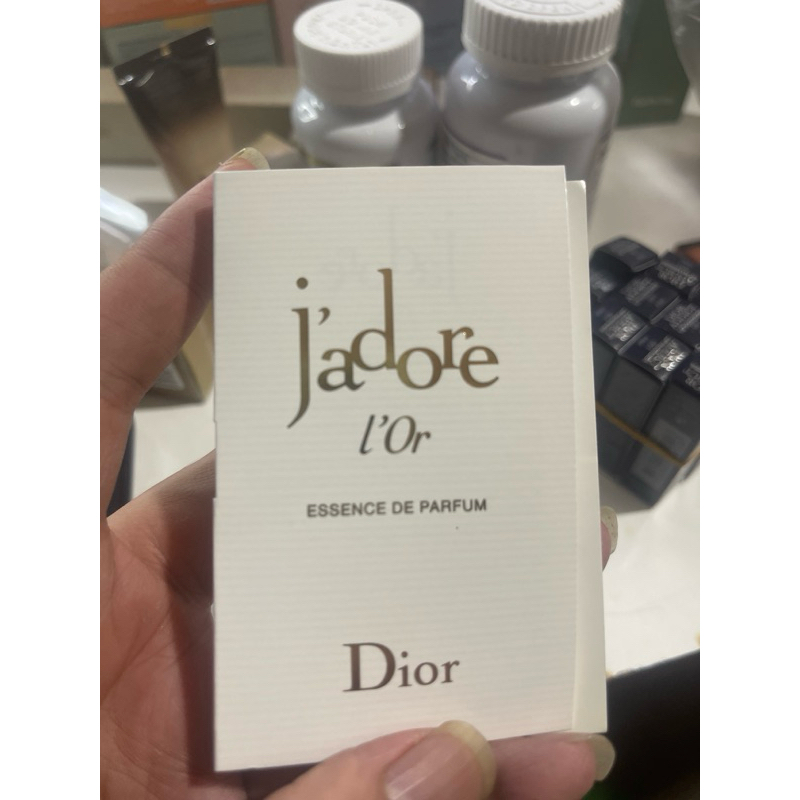 j'adore
l'Or
ESSENCE DE PARFUM
Dior